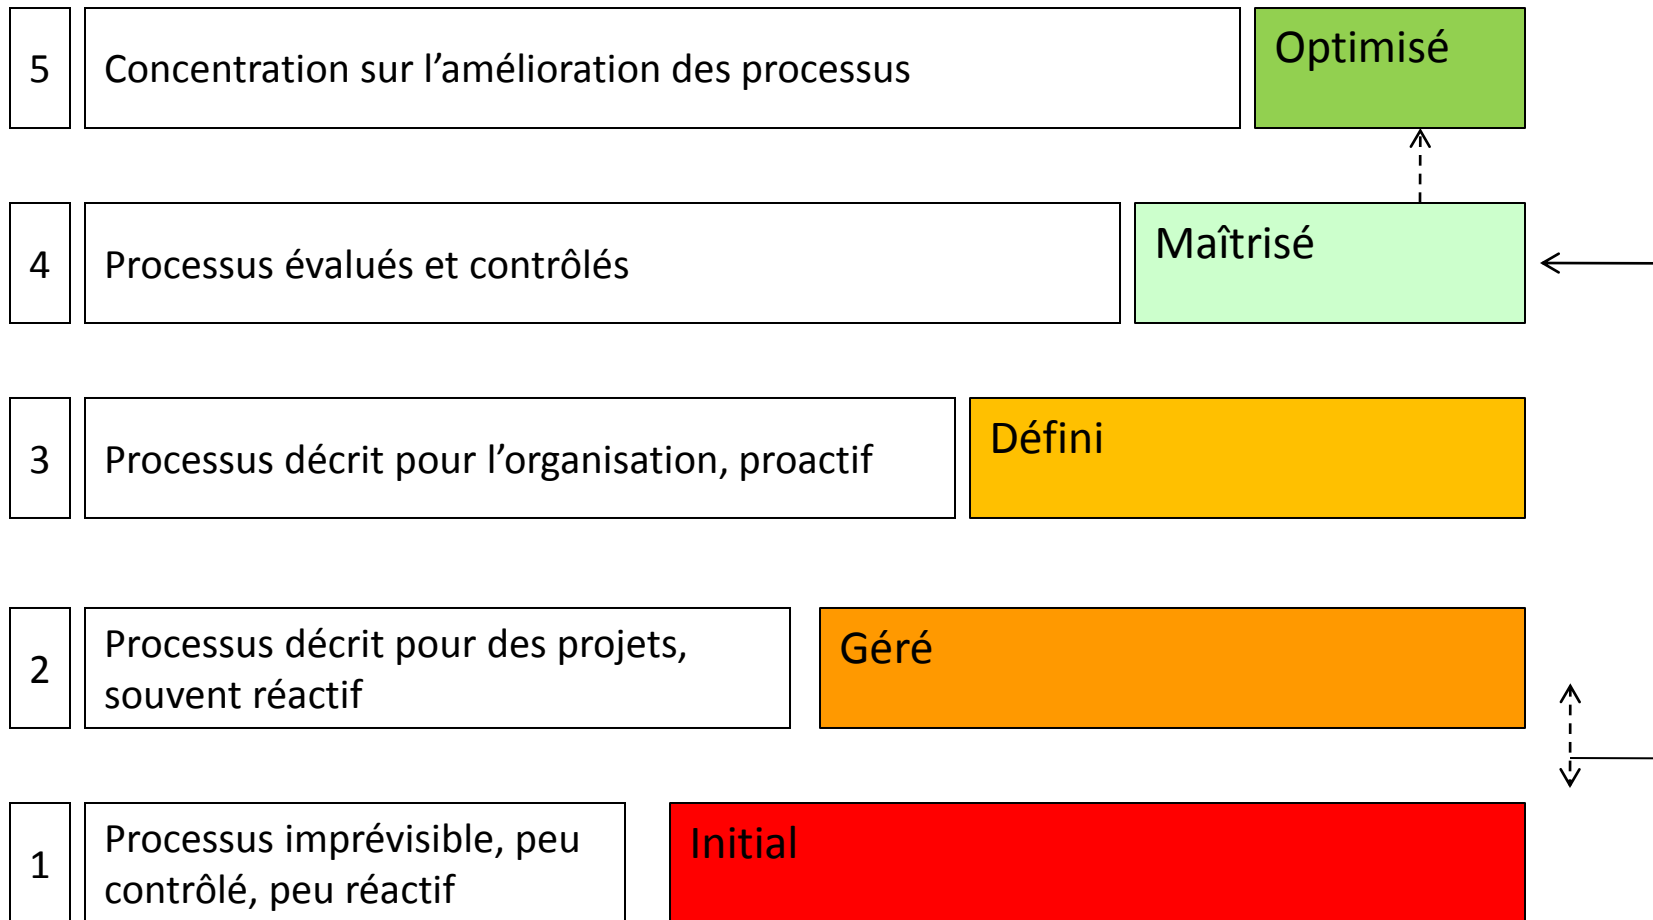 5
Concentration sur l’amélioration des processus
Optimisé
4
Processus évalués et contrôlés
Maîtrisé
3
Processus décrit pour l’organisation, proactif
Défini
2
Processus décrit pour des projets,
souvent réactif
Géré
1
Processus imprévisible, peu
contrôlé, peu réactif
Initial